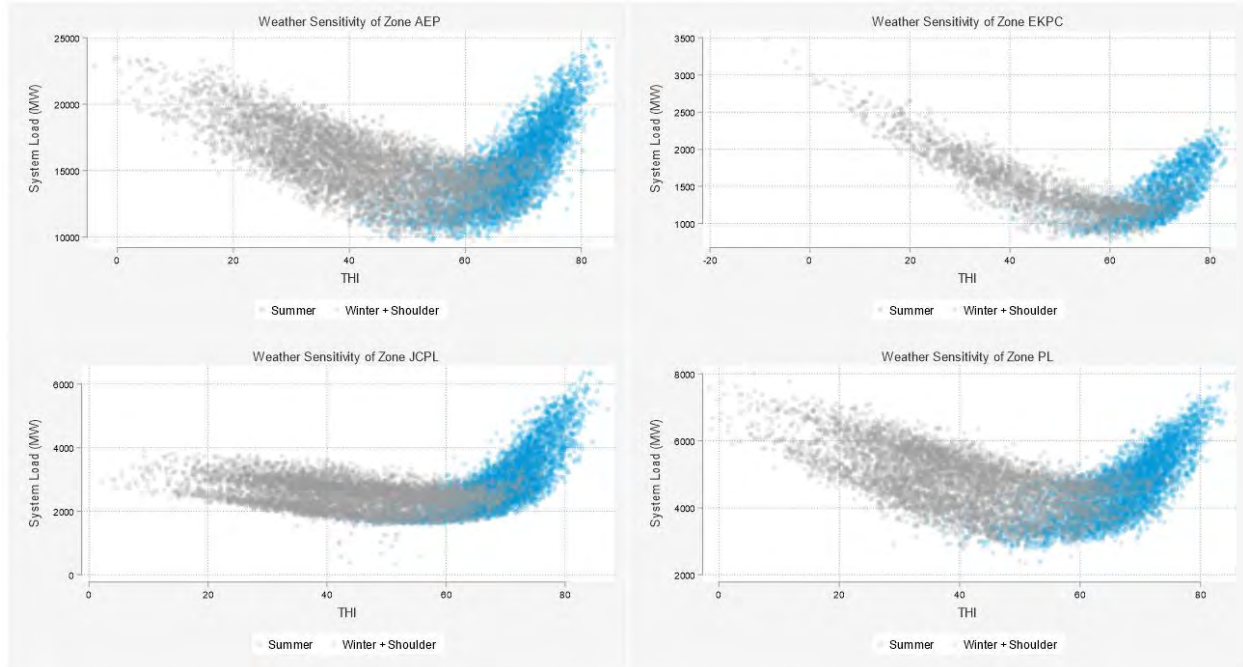 Weather Sensitivity of Zone AEP
25000
20000
15000
10000
System Load (MW)
0 20 40 60 80
THI
Summer Winter + Shoulder
Weather Sensitivity of Zone EKPC
3500
3000
2500
2000
1500
1000
System Load (MW)
-20 0 20 40 60 80
THI
Summer Winter + Shoulder
Weather Sensitivity of Zone JCPL
6000
4000
2000
0
System Load (MW)
0 20 40 60 80
THI
Summer Winter + Shoulder
Weather Sensitivity of Zone PL
8000
6000
4000
2000
System Load (MW)
0 20 40 60 80
THI
Summer Winter + Shoulder